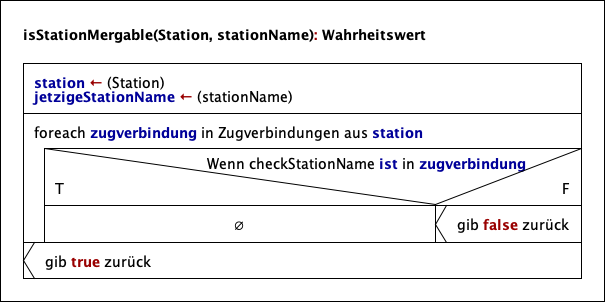 isStationMergable(Station, stationName): Wahrheitswert
station ← (Station)
jetzigeStationName ← (stationName)
foreach zugverbindung in Zugverbindungen aus station
Wenn checkStationName ist in zugverbindung
T F
∅ gib false zurück
gib true zurück